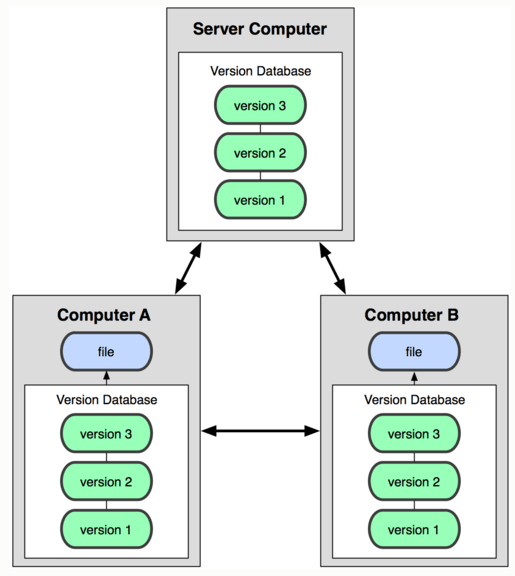 Server Computer
Version Database
version 3
version 2
version 1
Computer A
file
Version Database
version 3
version 2
version 1
Computer B
file
Version Database
version 3
version 2
version 1